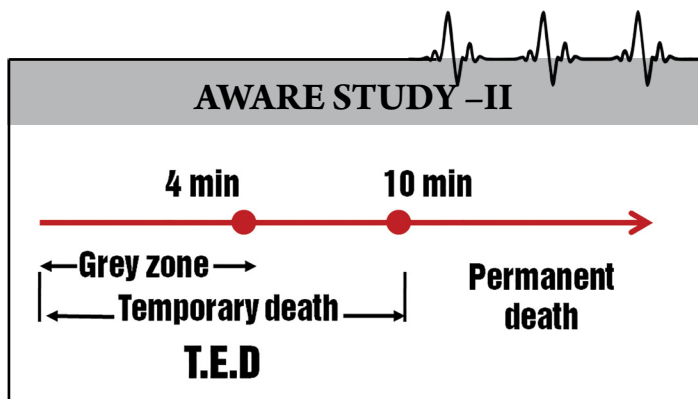 AWARE STUDY –II
4 min
10 min
Grey zone
Temporary death
T.E.D
Permanent
death